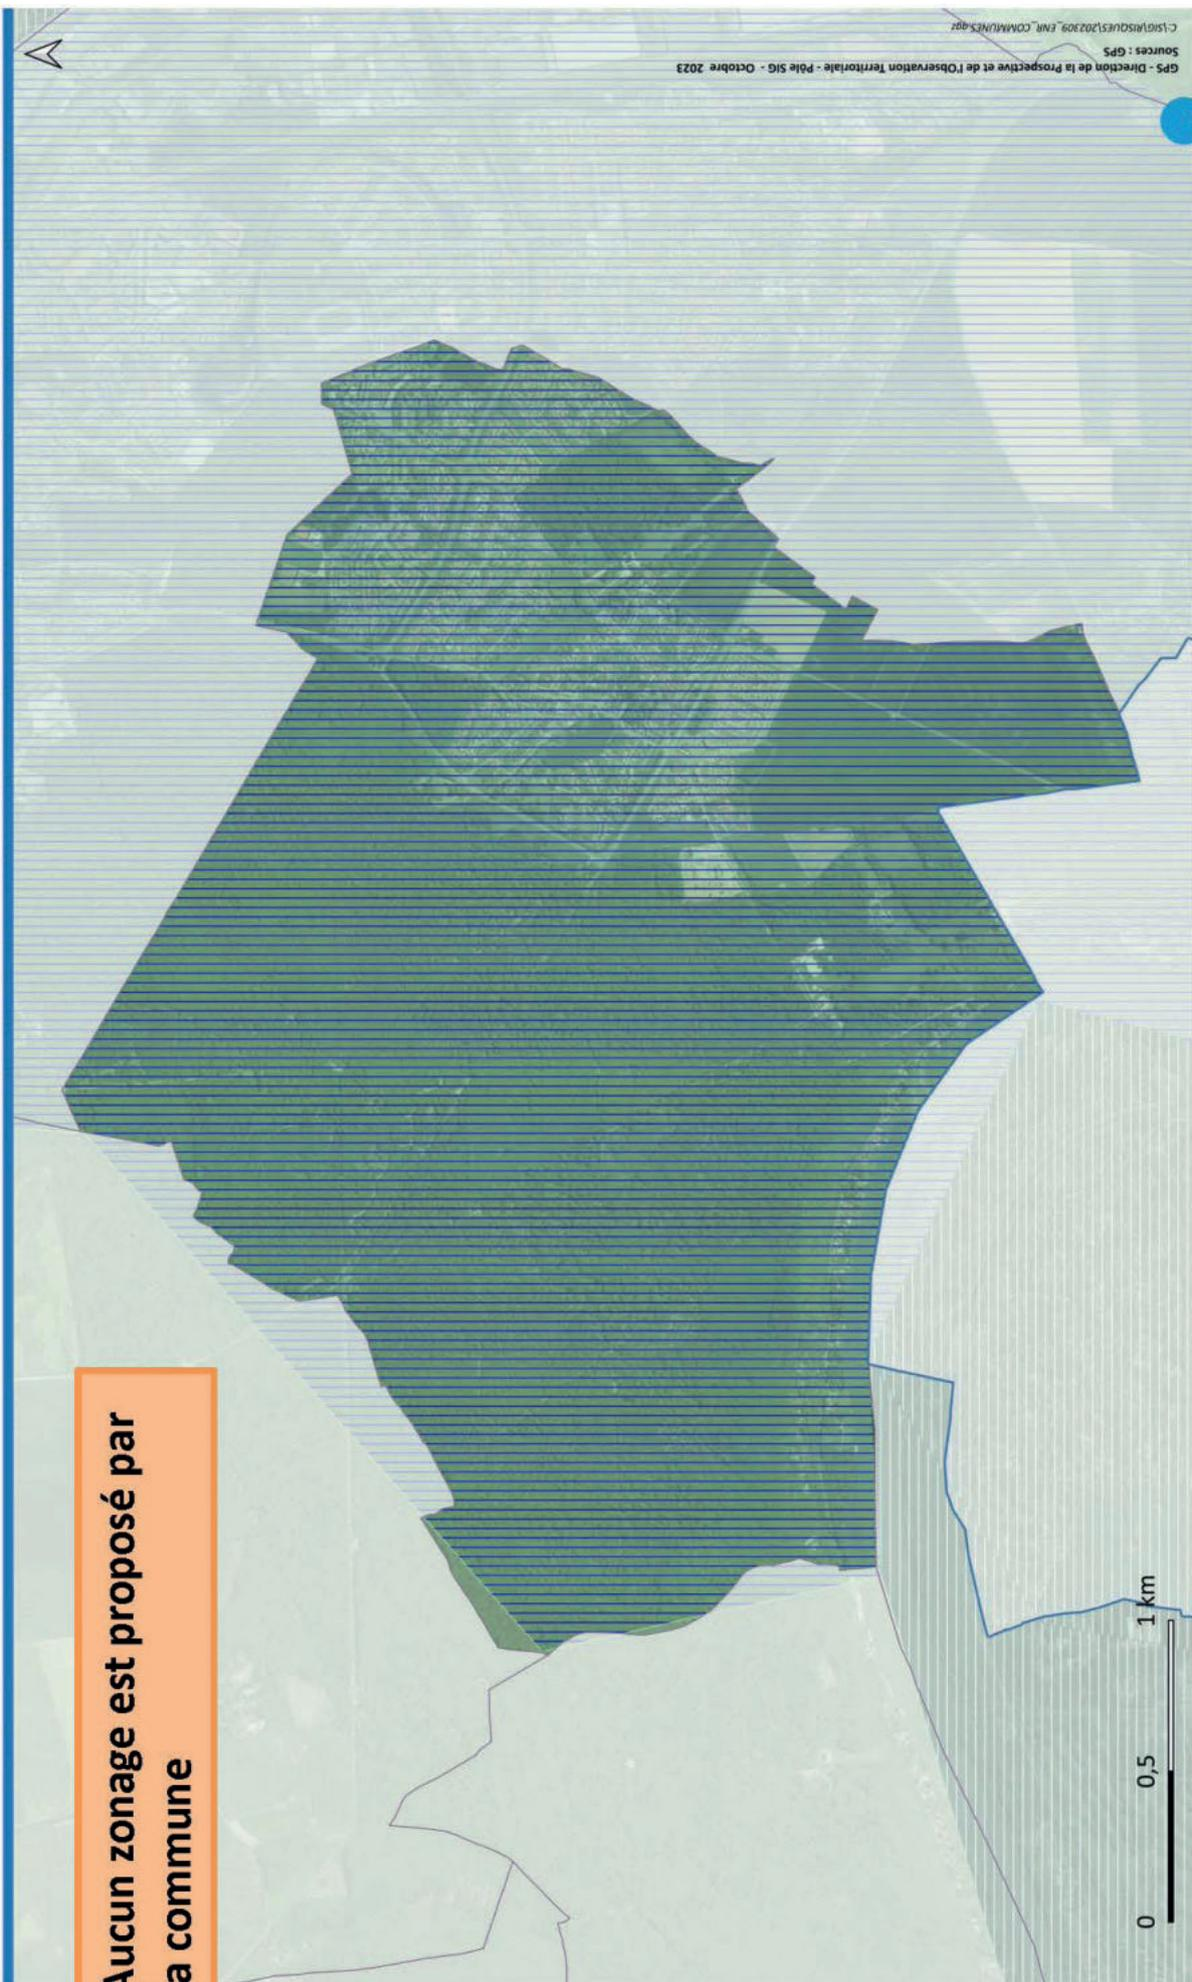 Aucun zonage est proposé par
a commune
0 0,5 1 km
GPS - Direction de la Prospective et de l'Observation Territoriale - Pôle SIG - Octobre 2023
Sources : GPS
C:\SIG\RISQUES\202309_ENR_COMMUNES.qgz